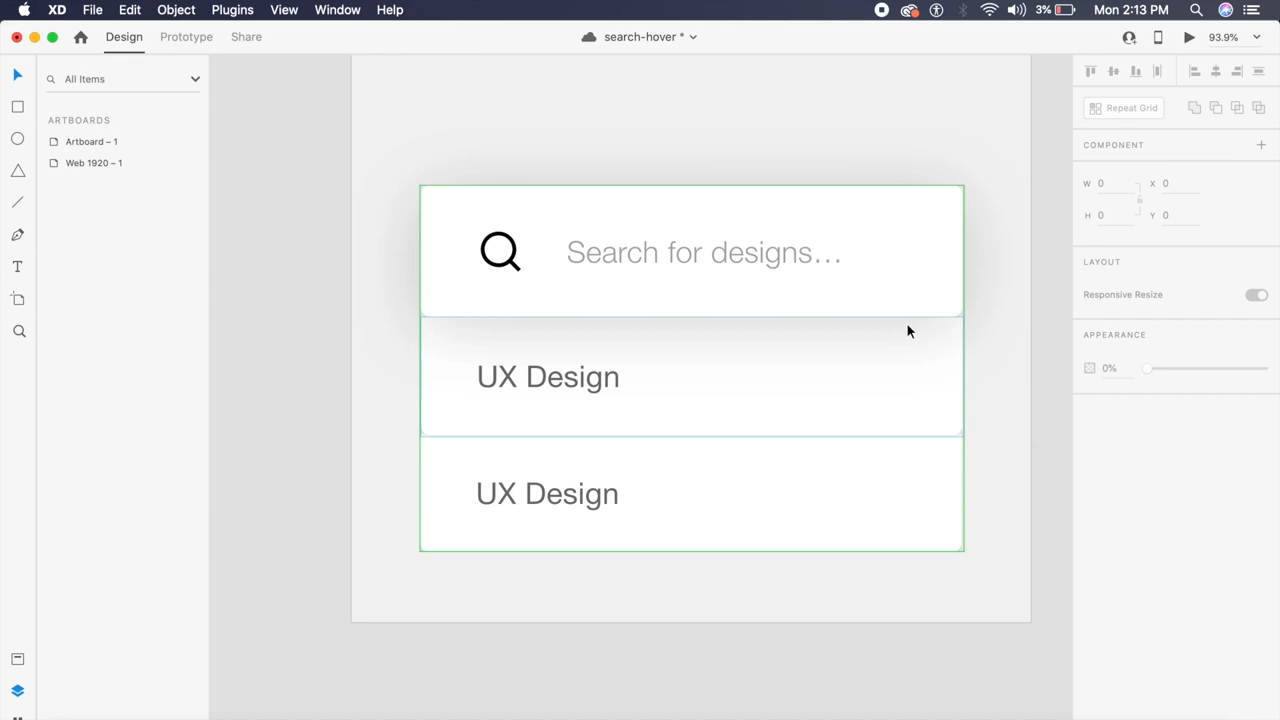 XD File Edit Object Plugins View Window Help 3% Mon 2:13 PM
Design Prototype Share search-hover * 93.9%
All Items
ARTBOARDS
Artboard – 1
Web 1920 – 1
Search for designs…
UX Design
UX Design
Repeat Grid
COMPONENT
W 0 X 0
H 0 Y 0
LAYOUT
Responsive Resize
APPEARANCE
0%